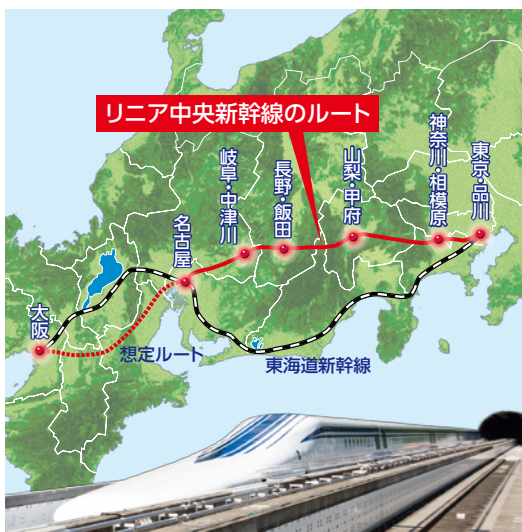 リニア中央新幹線のルート
東京・品川
神奈川・相模原
山梨・甲府
長野・飯田
岐阜・中津川
名古屋
大阪
想定ルート
東海道新幹線